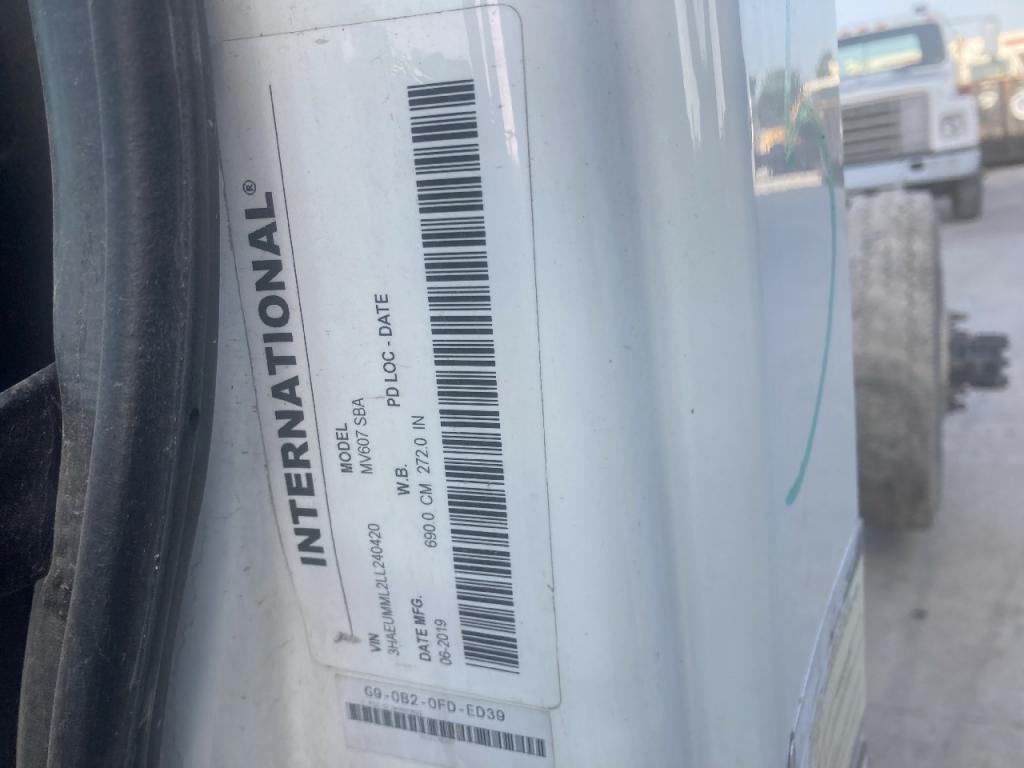 INTERNATIONAL®
VIN MODEL
3HAEUMML2LL240420 MV607 SBA
DATE MFG. W.B. PD LOC - DATE
06-2019 690.0 CM 272.0 IN
G9-0B2-0FD-ED39